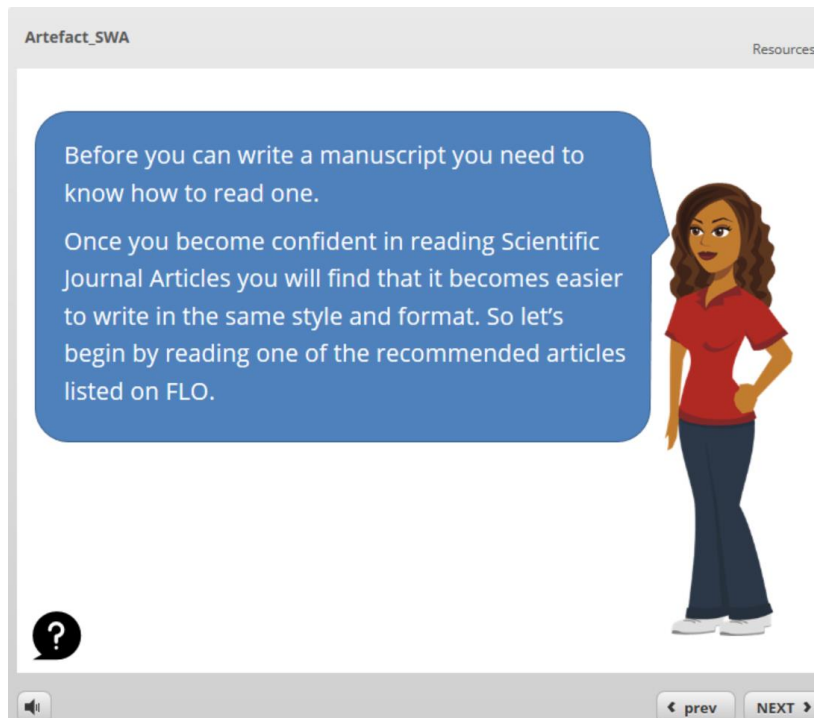 Artefact_SWA
Resources
Before you can write a manuscript you need to
know how to read one.
Once you become confident in reading Scientific
Journal Articles you will find that it becomes easier
to write in the same style and format. So let’s
begin by reading one of the recommended articles
listed on FLO.
?
prev
NEXT